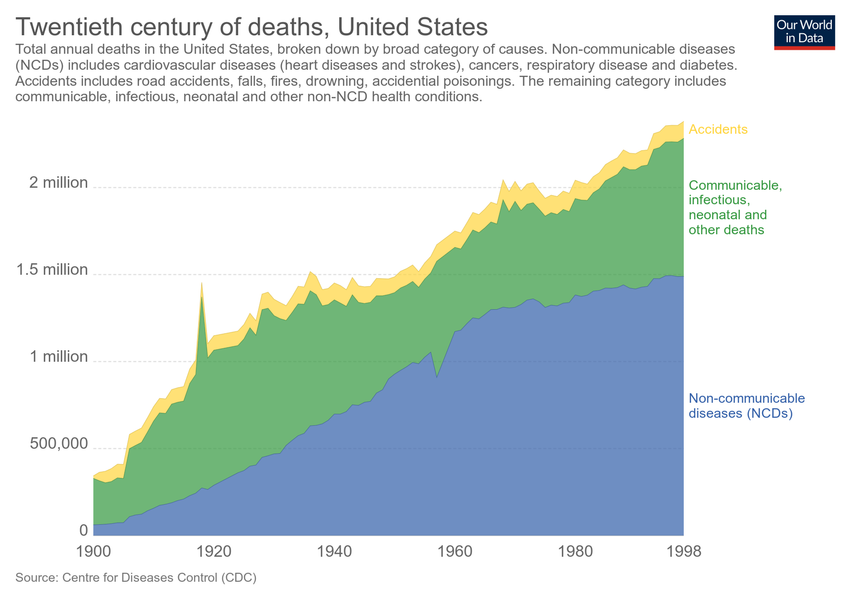 Twentieth century of deaths, United States
Our World
in Data
Total annual deaths in the United States, broken down by broad category of causes. Non-communicable diseases
(NCDs) includes cardiovascular diseases (heart diseases and strokes), cancers, respiratory disease and diabetes.
Accidents includes road accidents, falls, fires, drowning, accidential poisonings. The remaining category includes
communicable, infectious, neonatal and other non-NCD health conditions.
Accidents
2 million
Communicable,
infectious,
neonatal and
other deaths
1.5 million
1 million
Non-communicable
diseases (NCDs)
500,000
0
1900
1920
1940
1960
1980
1998
Source: Centre for Diseases Control (CDC)